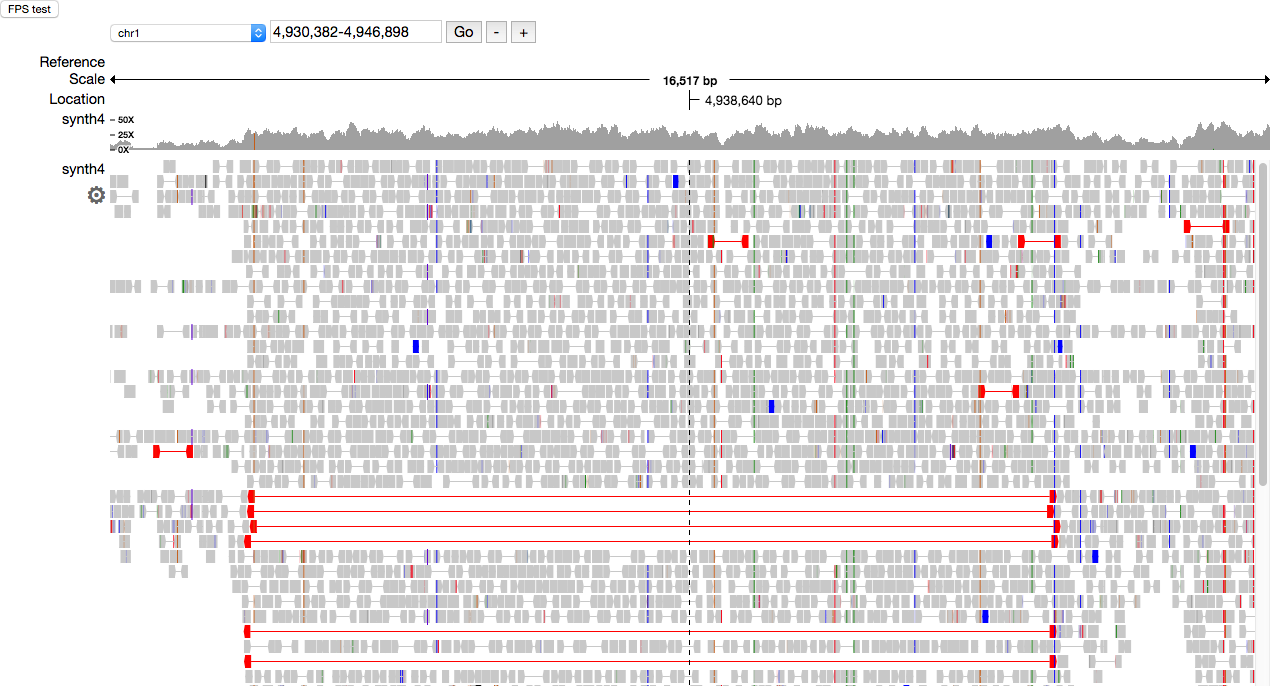 FPS test
chr1 4,930,382-4,946,898 Go - +
Reference
Scale 16,517 bp
Location 4,938,640 bp
synth4 50X
25X
0X
synth4